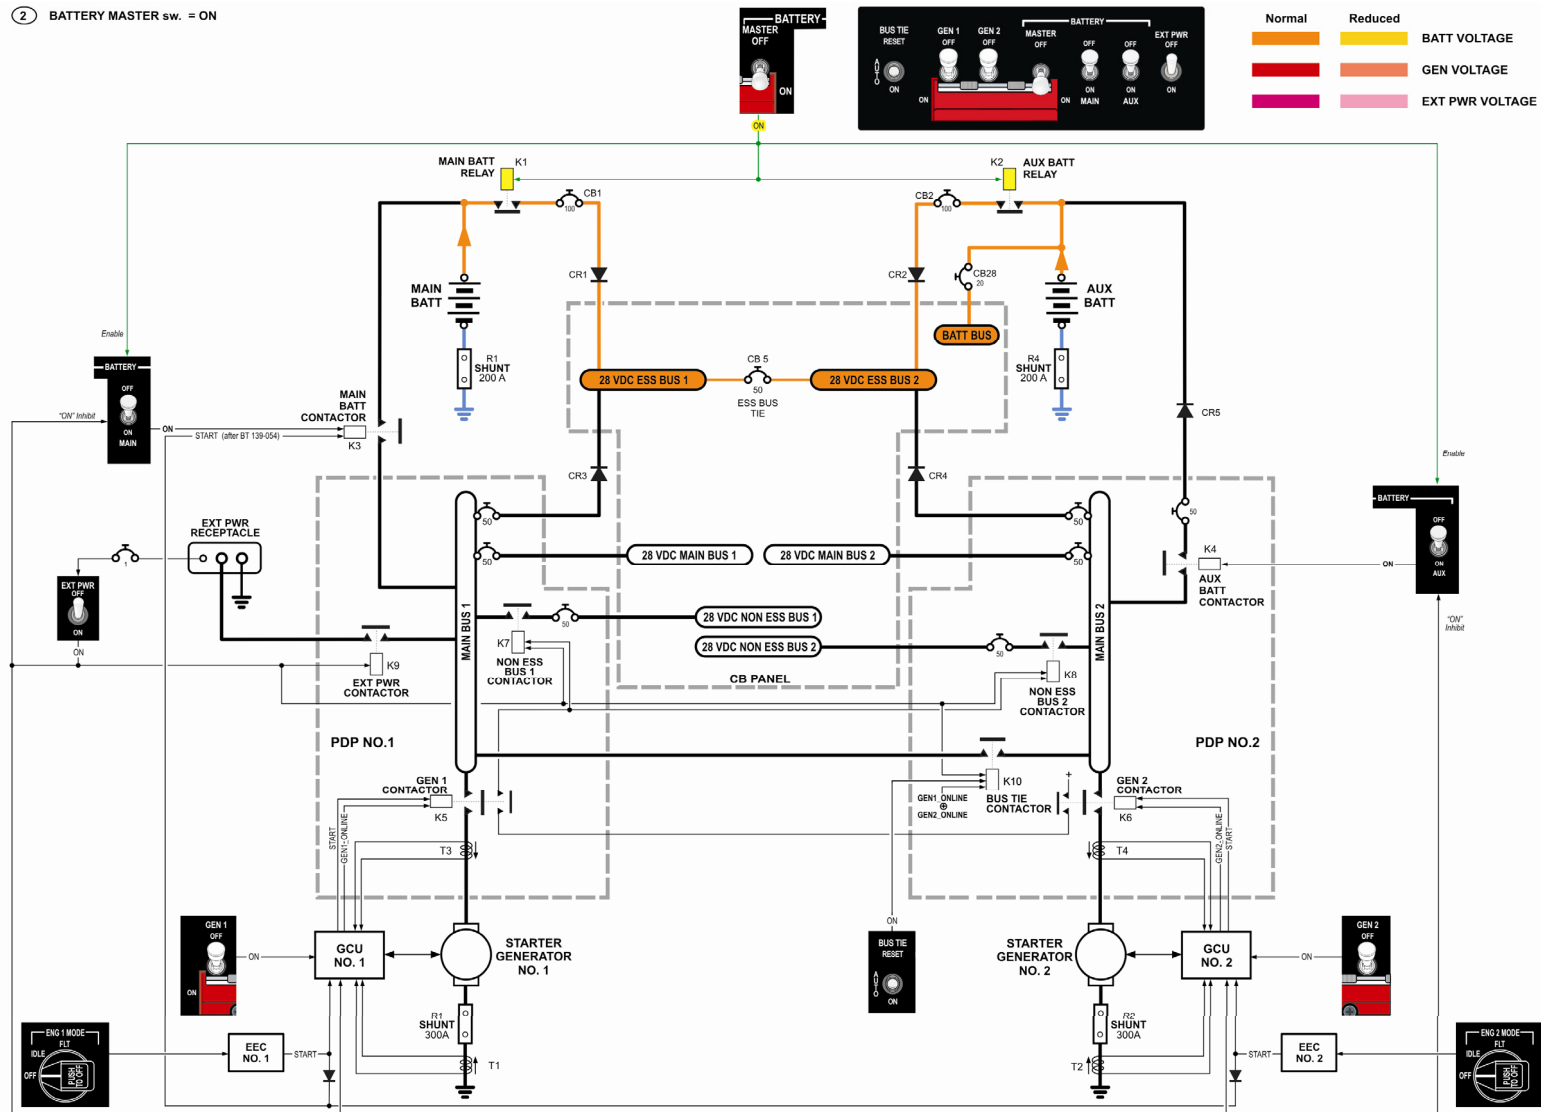 2 BATTERY MASTER sw. = ON
BATTERY
MASTER
OFF
ON
ON
BATTERY
BUS TIE
RESET
AUTO
ON
GEN 1
OFF
GEN 2
OFF
MASTER
OFF
OFF
OFF
EXT PWR
OFF
ON
ON
ON
MAIN
ON
AUX
ON
Normal Reduced
BATT VOLTAGE
GEN VOLTAGE
EXT PWR VOLTAGE
MAIN BATT
RELAY
K1
CB1
100
K2
AUX BATT
RELAY
CB2
100
CR1
CR2
CB28
20
MAIN
BATT
AUX
BATT
BATT BUS
R1
SHUNT
200 A
R4
SHUNT
200 A
28 VDC ESS BUS 1
CB 5
50
ESS BUS
TIE
28 VDC ESS BUS 2
Enable
BATTERY
OFF
ON
MAIN
"ON" Inhibit
ON
START (after BT 139-054)
MAIN
BATT
CONTACTOR
K3
CR5
CR3
CR4
Enable
BATTERY
OFF
ON
AUX
"ON"
Inhibit
EXT PWR
RECEPTACLE
1
EXT PWR
OFF
ON
ON
50
50
50
50
50
28 VDC MAIN BUS 1
28 VDC MAIN BUS 2
K4
ON
AUX
BATT
CONTACTOR
MAIN BUS 1
MAIN BUS 2
28 VDC NON ESS BUS 1
28 VDC NON ESS BUS 2
50
50
K7
NON ESS
BUS 1
CONTACTOR
K9
EXT PWR
CONTACTOR
CB PANEL
K8
NON ESS
BUS 2
CONTACTOR
PDP NO.1
PDP NO.2
GEN 1
CONTACTOR
K5
K10
BUS TIE
CONTACTOR
GEN1_ONLINE
⊕
GEN2_ONLINE
+
GEN 2
CONTACTOR
K6
START
GEN1_ONLINE
GEN2_ONLINE
START
T3
T4
GEN 1
OFF
ON
ON
GCU
NO. 1
STARTER
GENERATOR
NO. 1
ON
BUS TIE
RESET
AUTO
ON
STARTER
GENERATOR
NO. 2
GCU
NO. 2
ON
GEN 2
OFF
R1
SHUNT
300A
R2
SHUNT
300A
ENG 1 MODE
FLT
IDLE
OFF
PUSH
TO OFF
EEC
NO. 1
START
T1
T2
START
EEC
NO. 2
ENG 2 MODE
FLT
IDLE
OFF
PUSH
TO OFF